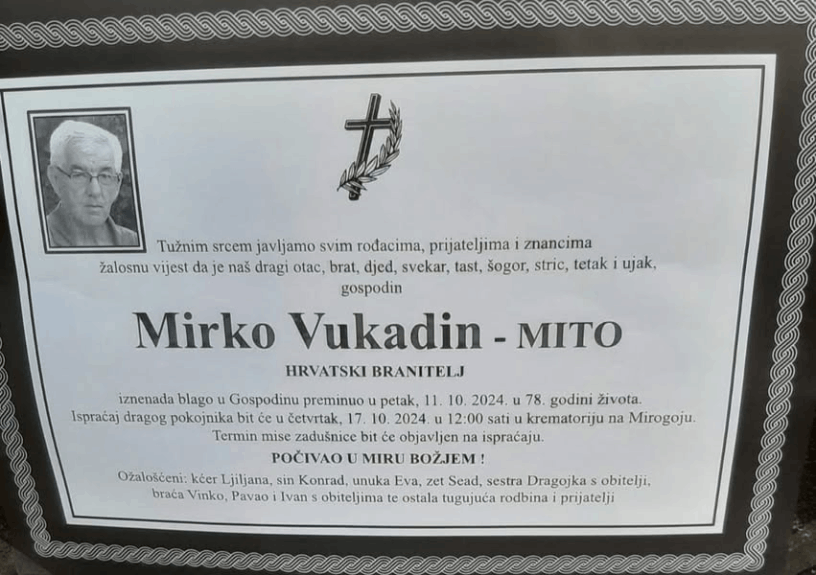 Tužnim srcem javljamo svim rođacima, prijateljima i znancima
žalosnu vijest da je naš dragi otac, brat, djed, svekar, tast, šogor, stric, tetak i ujak,
gospodin
Mirko Vukadin - MITO
HRVATSKI BRANITELJ
iznenada blago u Gospodinu preminuo u petak, 11. 10. 2024. u 78. godini života.
Ispraćaj dragog pokojnika bit će u četvrtak, 17. 10. 2024. u 12:00 sati u krematoriju na Mirogoju.
Termin mise zadušnice bit će objavljen na ispraćaju.
POČIVAO U MIRU BOŽJEM !
Ožalošćeni: kćer Ljiljana, sin Konrad, unuka Eva, zet Sead, sestra Dragojka s obitelji,
braća Vinko, Pavao i Ivan s obiteljima te ostala tugujuća rodbina i prijatelji